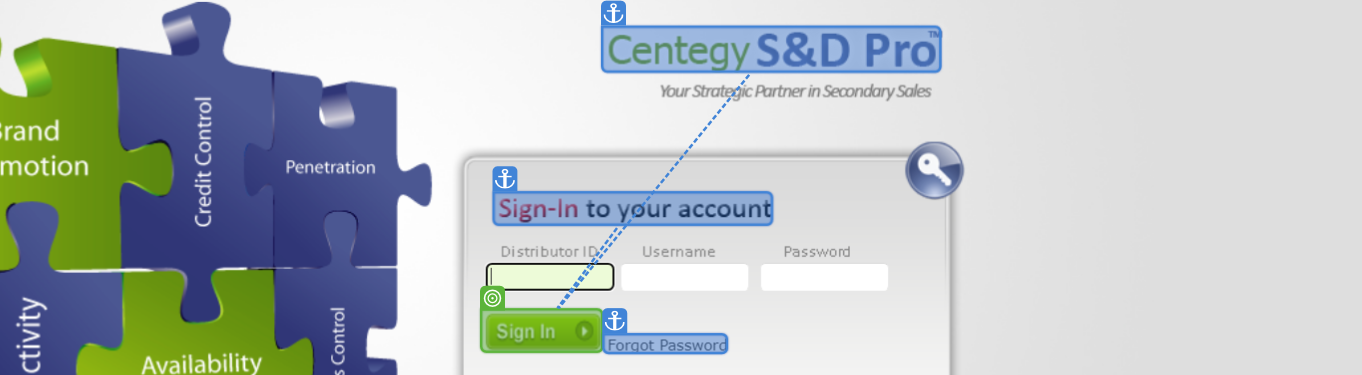 Centegy S&D Pro™
Your Strategic Partner in Secondary Sales
Brand
motion
Credit Control
Penetration
Sign-In to your account
Distributor ID
Username
Password
Sign In
Forgot Password
Availability
Control